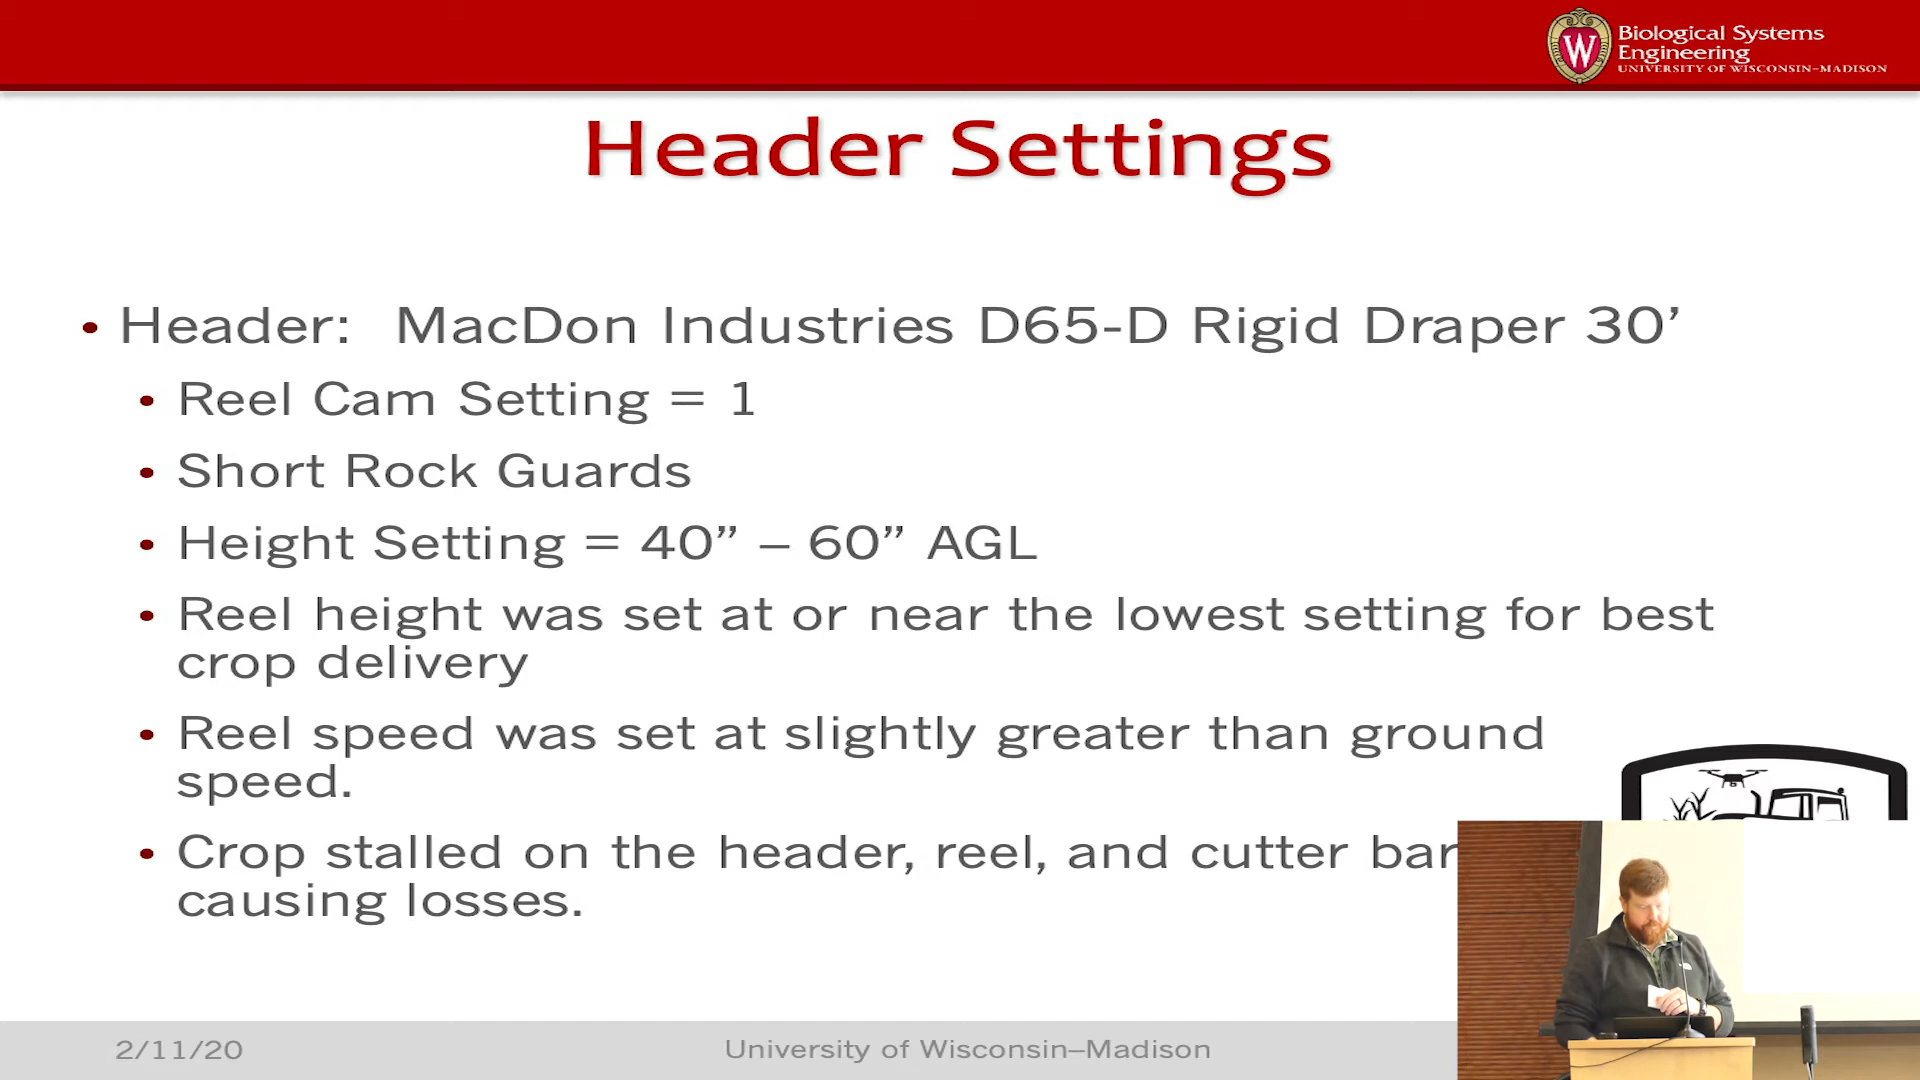 Biological Systems
Engineering
UNIVERSITY OF WISCONSIN–MADISON
Header Settings
• Header: MacDon Industries D65-D Rigid Draper 30’
• Reel Cam Setting = 1
• Short Rock Guards
• Height Setting = 40” – 60” AGL
• Reel height was set at or near the lowest setting for best
crop delivery
• Reel speed was set at slightly greater than ground
speed.
• Crop stalled on the header, reel, and cutter bar
causing losses.
2/11/20
University of Wisconsin–Madison